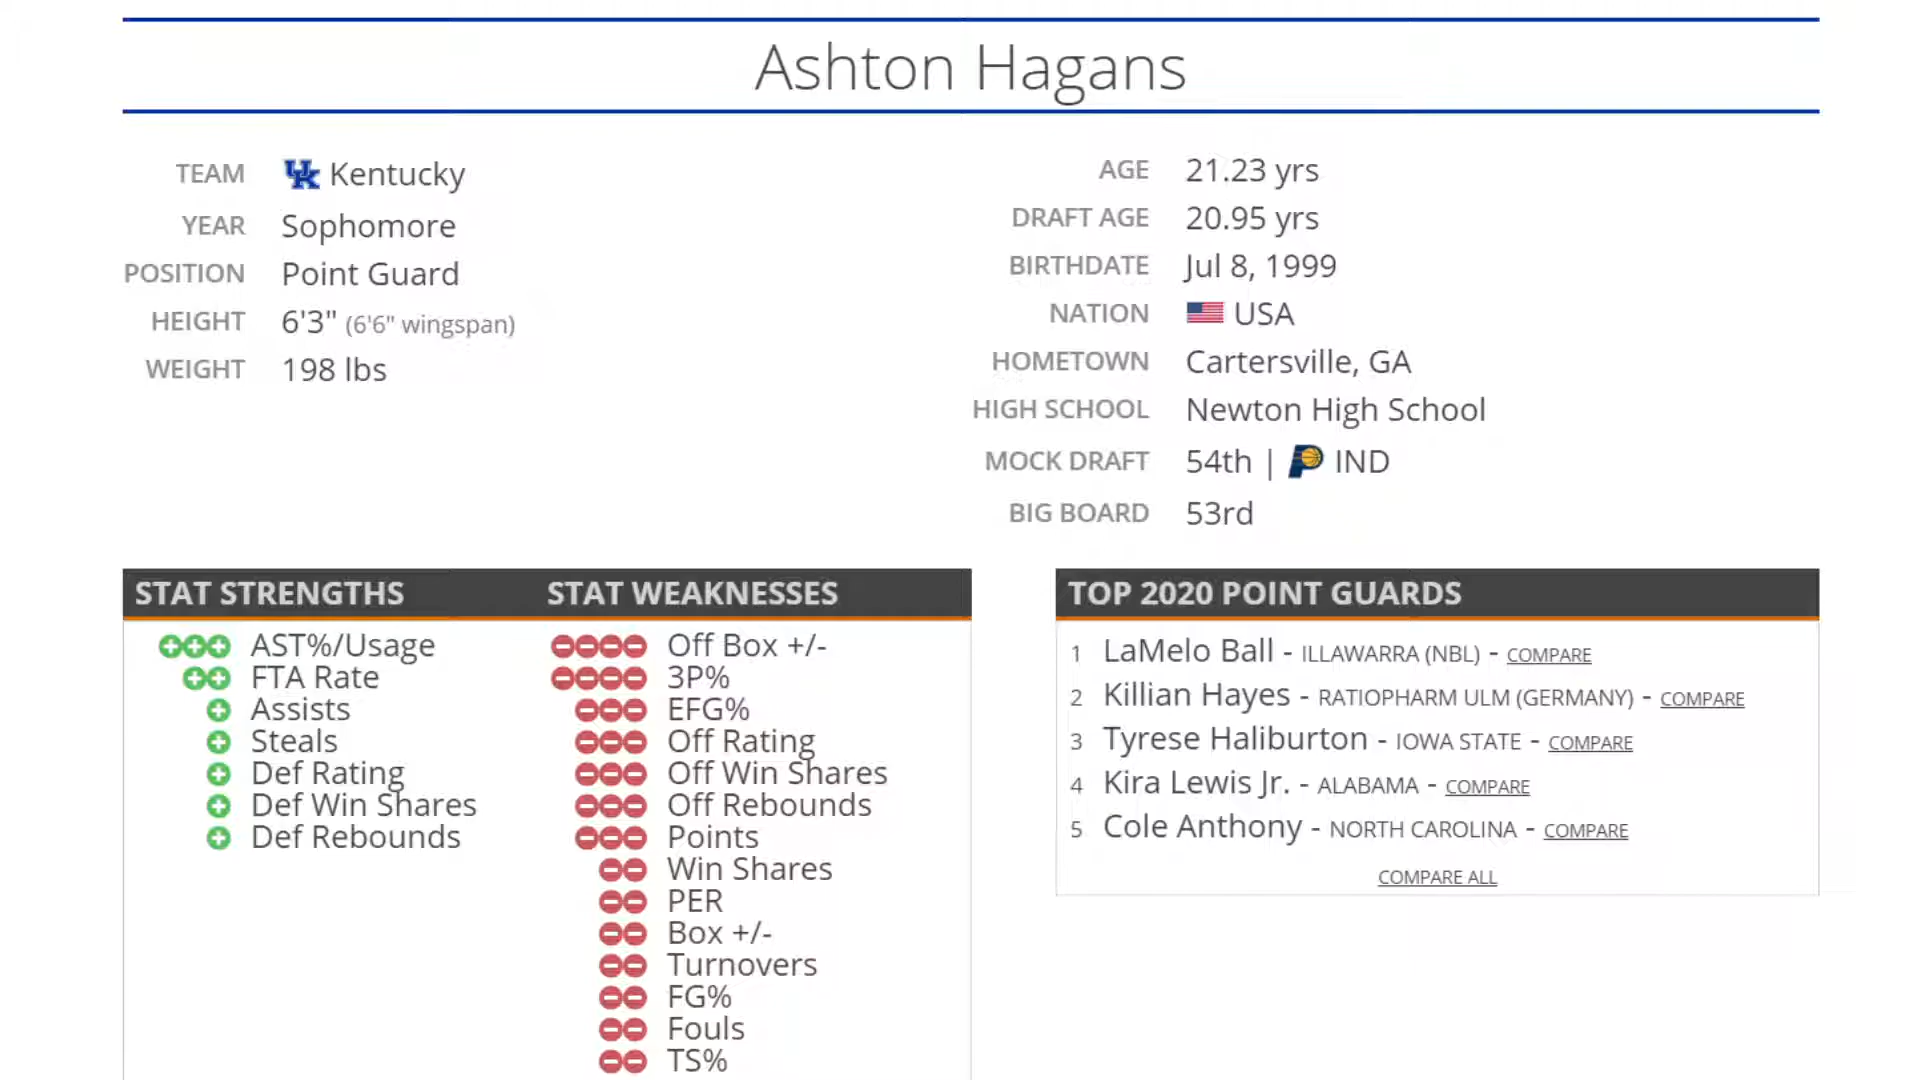 Ashton Hagans
TEAM UK Kentucky
YEAR Sophomore
POSITION Point Guard
HEIGHT 6'3" (6'6" wingspan)
WEIGHT 198 lbs
AGE 21.23 yrs
DRAFT AGE 20.95 yrs
BIRTHDATE Jul 8, 1999
NATION USA
HOMETOWN Cartersville, GA
HIGH SCHOOL Newton High School
MOCK DRAFT 54th | IND
BIG BOARD 53rd
STAT STRENGTHS
AST%/Usage
FTA Rate
Assists
Steals
Def Rating
Def Win Shares
Def Rebounds
STAT WEAKNESSES
Off Box +/-
3P%
EFG%
Off Rating
Off Win Shares
Off Rebounds
Points
Win Shares
PER
Box +/-
Turnovers
FG%
Fouls
TS%
TOP 2020 POINT GUARDS
1 LaMelo Ball - ILLAWARRA (NBL) - COMPARE
2 Killian Hayes - RATIOPHARM ULM (GERMANY) - COMPARE
3 Tyrese Haliburton - IOWA STATE - COMPARE
4 Kira Lewis Jr. - ALABAMA - COMPARE
5 Cole Anthony - NORTH CAROLINA - COMPARE
COMPARE ALL